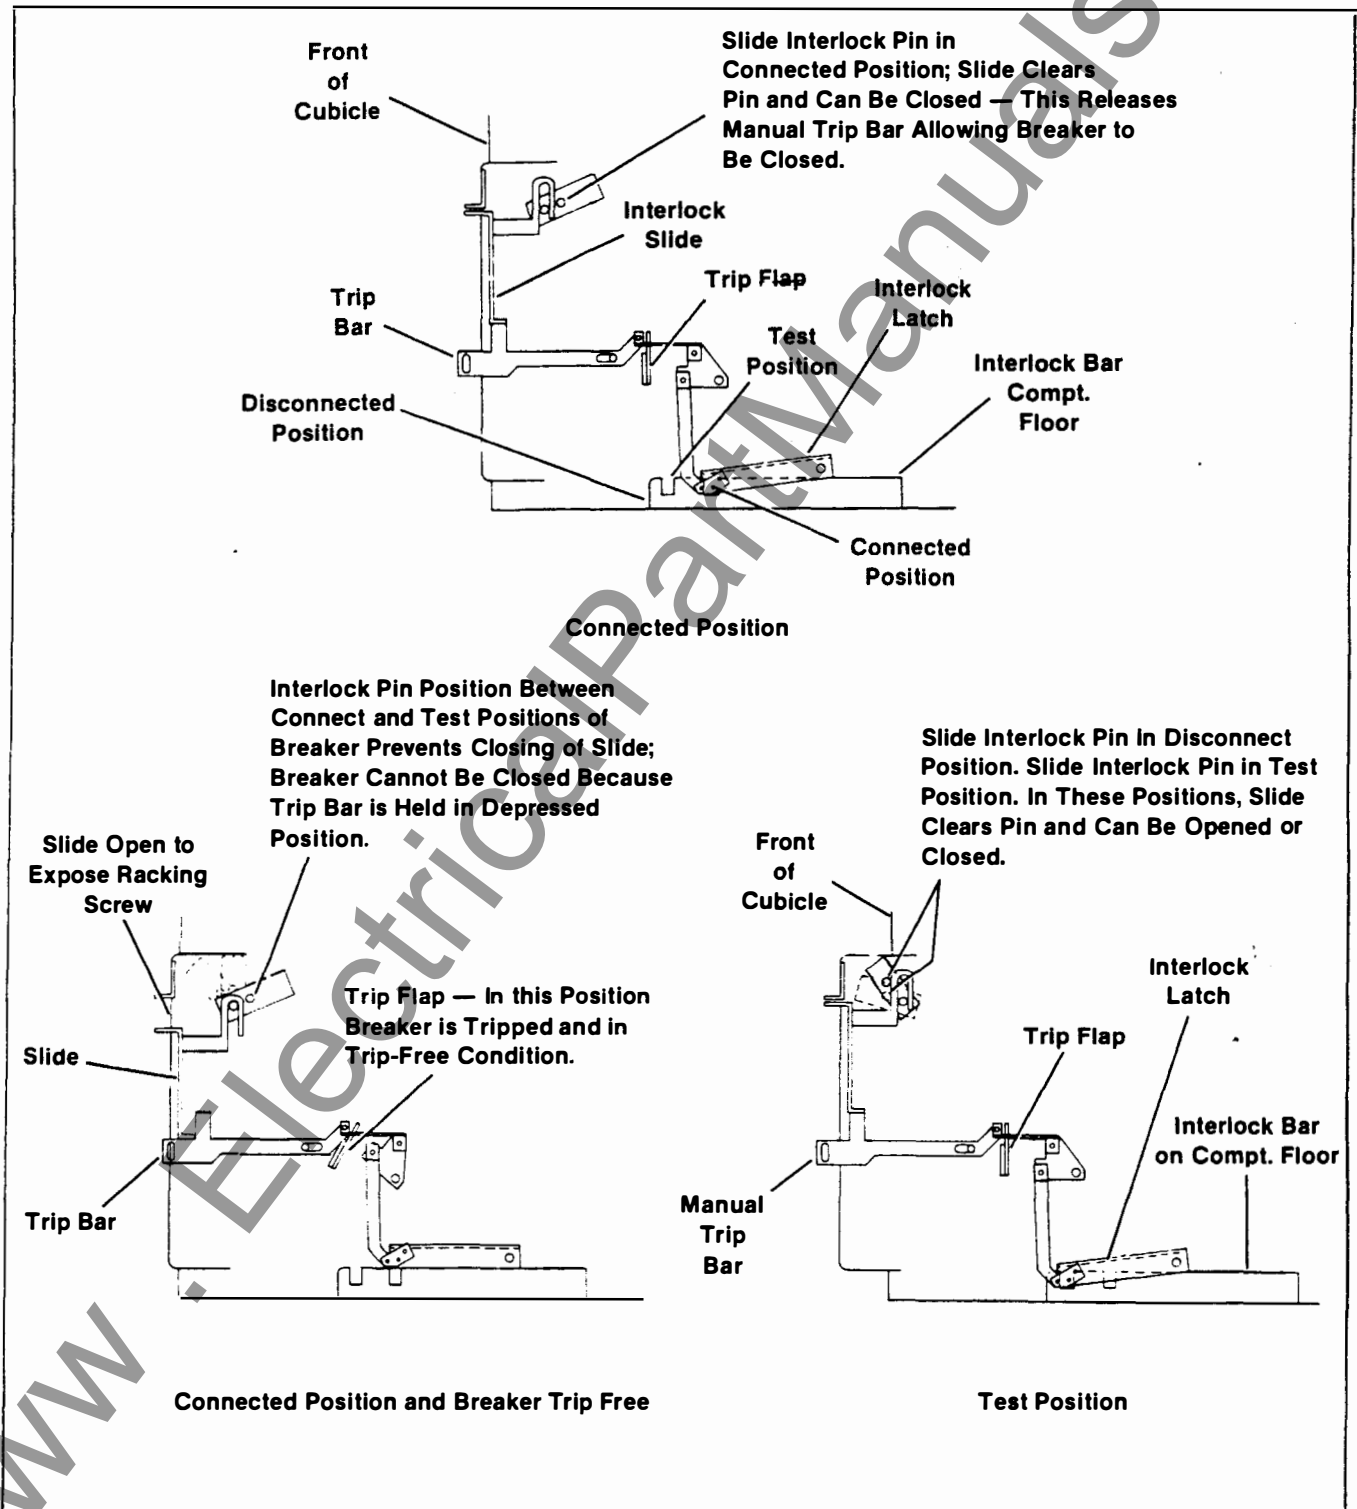 Front
of
Cubicle
Slide Interlock Pin in
Connected Position; Slide Clears
Pin and Can Be Closed — This Releases
Manual Trip Bar Allowing Breaker to
Be Closed.
Interlock
Slide
Trip Flap
Interlock
Latch
Trip
Bar
Test
Position
Interlock Bar
Compt.
Floor
Disconnected
Position
Connected
Position
Connected Position
Interlock Pin Position Between
Connect and Test Positions of
Breaker Prevents Closing of Slide;
Breaker Cannot Be Closed Because
Trip Bar is Held in Depressed
Position.
Slide Open to
Expose Racking
Screw
Trip Flap — In this Position
Breaker is Tripped and in
Trip-Free Condition.
Slide
Trip Bar
Connected Position and Breaker Trip Free
Slide Interlock Pin in Disconnect
Position. Slide Interlock Pin in Test
Position. In These Positions, Slide
Clears Pin and Can Be Opened or
Closed.
Front
of
Cubicle
Interlock
Latch
Trip Flap
Interlock Bar
on Compt. Floor
Manual
Trip
Bar
Test Position
ww . ElectricalPartManuals